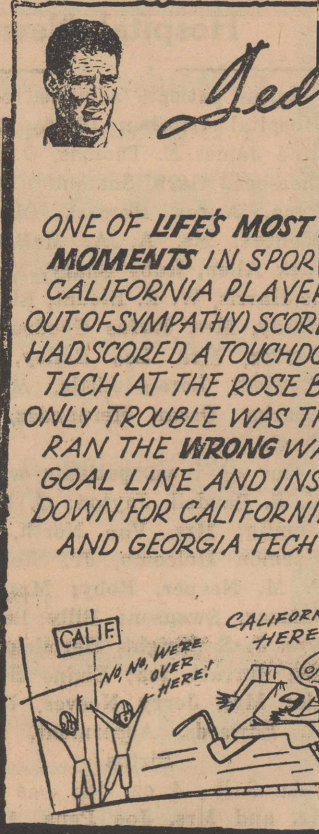 Ted
ONE OF LIFE'S MOST
MOMENTS IN SPOR
CALIFORNIA PLAYER
OUT OF SYMPATHY) SCORE
HAD SCORED A TOUCHDO
TECH AT THE ROSE B
ONLY TROUBLE WAS TH
RAN THE WRONG WA
GOAL LINE AND INS
DOWN FOR CALIFORNI
AND GEORGIA TECH
CALIF.
NO, NO, WE'RE
OVER
HERE!
CALIFORN
HERE